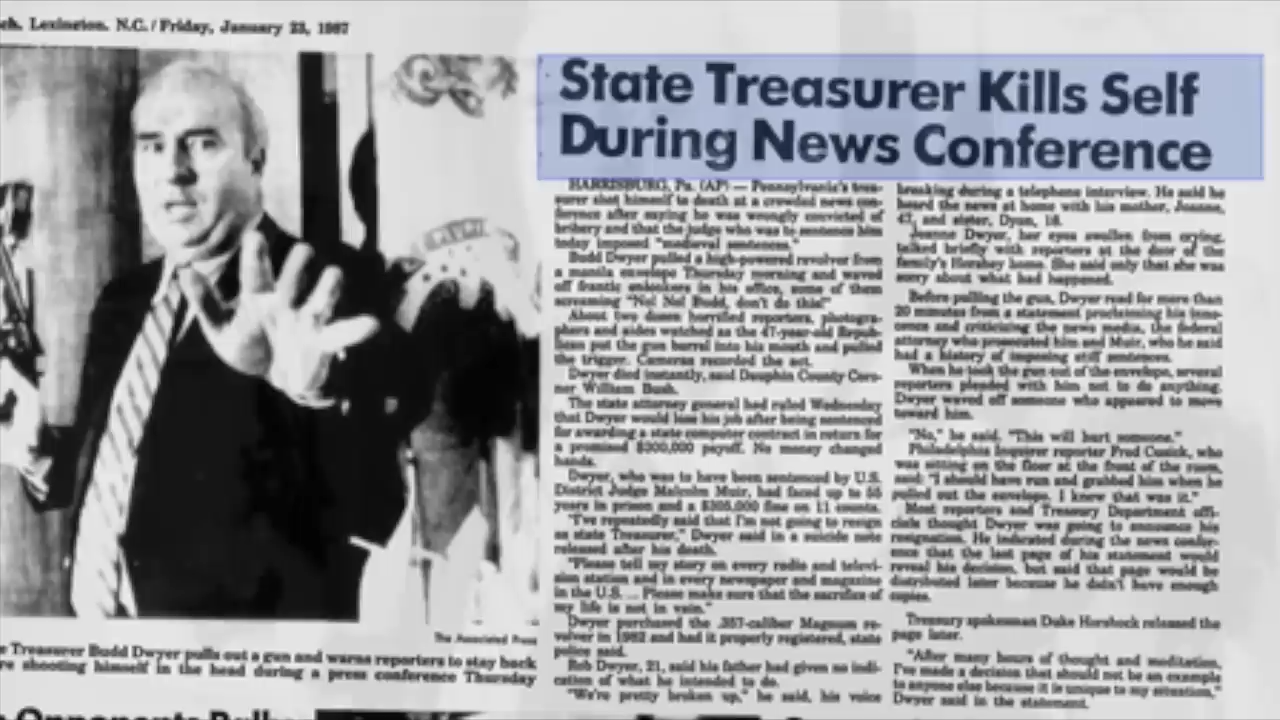 ch. Lexington, N.C. / Friday, January 23, 1987
State Treasurer Kills Self
During News Conference
HARRISBURG, Pa. (AP) — Pennsylvania's trea-
surer shot himself to death at a crowded news con-
ference after saying he was wrongly convicted of
bribery and that the judge who was to sentence him
today imposed "medieval sentences."
Budd Dwyer pulled a high-powered revolver from
a manila envelope Thursday morning and waved
off frantic onlookers in his office, some of them
screaming "No! No! Budd, don't do this!"
About two dozen horrified reporters, photogra-
phers and aides watched as the 47-year-old Repub-
lican put the gun barrel into his mouth and pulled
the trigger. Cameras recorded the act.
Dwyer died instantly, said Dauphin County Coro-
ner William Bush.
The state attorney general had ruled Wednesday
that Dwyer would lose his job after being sentenced
for awarding a state computer contract in return for
a promised $300,000 payoff. No money changed
hands.
Dwyer, who was to have been sentenced by U.S.
District Judge Malcolm Muir, had faced up to 55
years in prison and a $305,000 fine on 11 counts.
"I've repeatedly said that I'm not going to resign
as state Treasurer," Dwyer said in a suicide note
released after his death.
"Please tell my story on every radio and televi-
sion station and in every newspaper and magazine
in the U.S. ... Please make sure that the sacrifice of
my life is not in vain."
Dwyer purchased the .357-caliber Magnum re-
volver in 1982 and had it properly registered, state
police said.
Rob Dwyer, 21, said his father had given no indi-
cation of what he intended to do.
"We're pretty broken up," he said, his voice
breaking during a telephone interview. He said he
heard the news at home with his mother, Joanne,
47, and sister, Dyan, 18.
Joanne Dwyer, her eyes swollen from crying,
talked briefly with reporters at the door of the
family's Hershey home. She said only that she was
sorry about what had happened.
Before pulling the gun, Dwyer read for more than
20 minutes from a statement proclaiming his inno-
cence and criticizing the news media, the federal
attorney who prosecuted him and Muir, who he said
had a history of imposing stiff sentences.
When he took the gun out of the envelope, several
reporters pleaded with him not to do anything.
Dwyer waved off someone who appeared to move
toward him.
"No," he said. "This will hurt someone."
Philadelphia Inquirer reporter Fred Cusick, who
was sitting on the floor at the front of the room,
said: "I should have run and grabbed him when he
pulled out the envelope. I knew that was it."
Most reporters and Treasury Department offi-
cials thought Dwyer was going to announce his
resignation. He indicated during the news confer-
ence that the last page of his statement would
reveal his decision, but said that page would be
distributed later because he didn't have enough
copies.
Treasury spokesman Duke Horshock released the
page later.
"After many hours of thought and meditation,
I've made a decision that should not be an example
to anyone else because it is unique to my situation,"
Dwyer said in the statement.
The Associated Press
e Treasurer Budd Dwyer pulls out a gun and warns reporters to stay back
re shooting himself in the head during a press conference Thursday